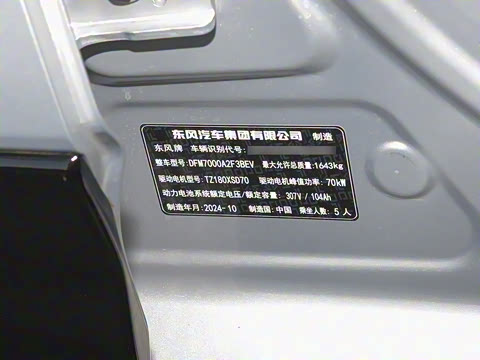 东风汽车集团有限公司 制造
东风牌 车辆识别代号:
整车型号:DFM7000A2F3BEV 最大允许总质量:1643kg
驱动电机型号:TZ180XSD70 驱动电机峰值功率:70kW
动力电池系统额定电压/额定容量: 307V / 104Ah
制造年月:2024-10 制造国:中国 乘坐人数:5 人